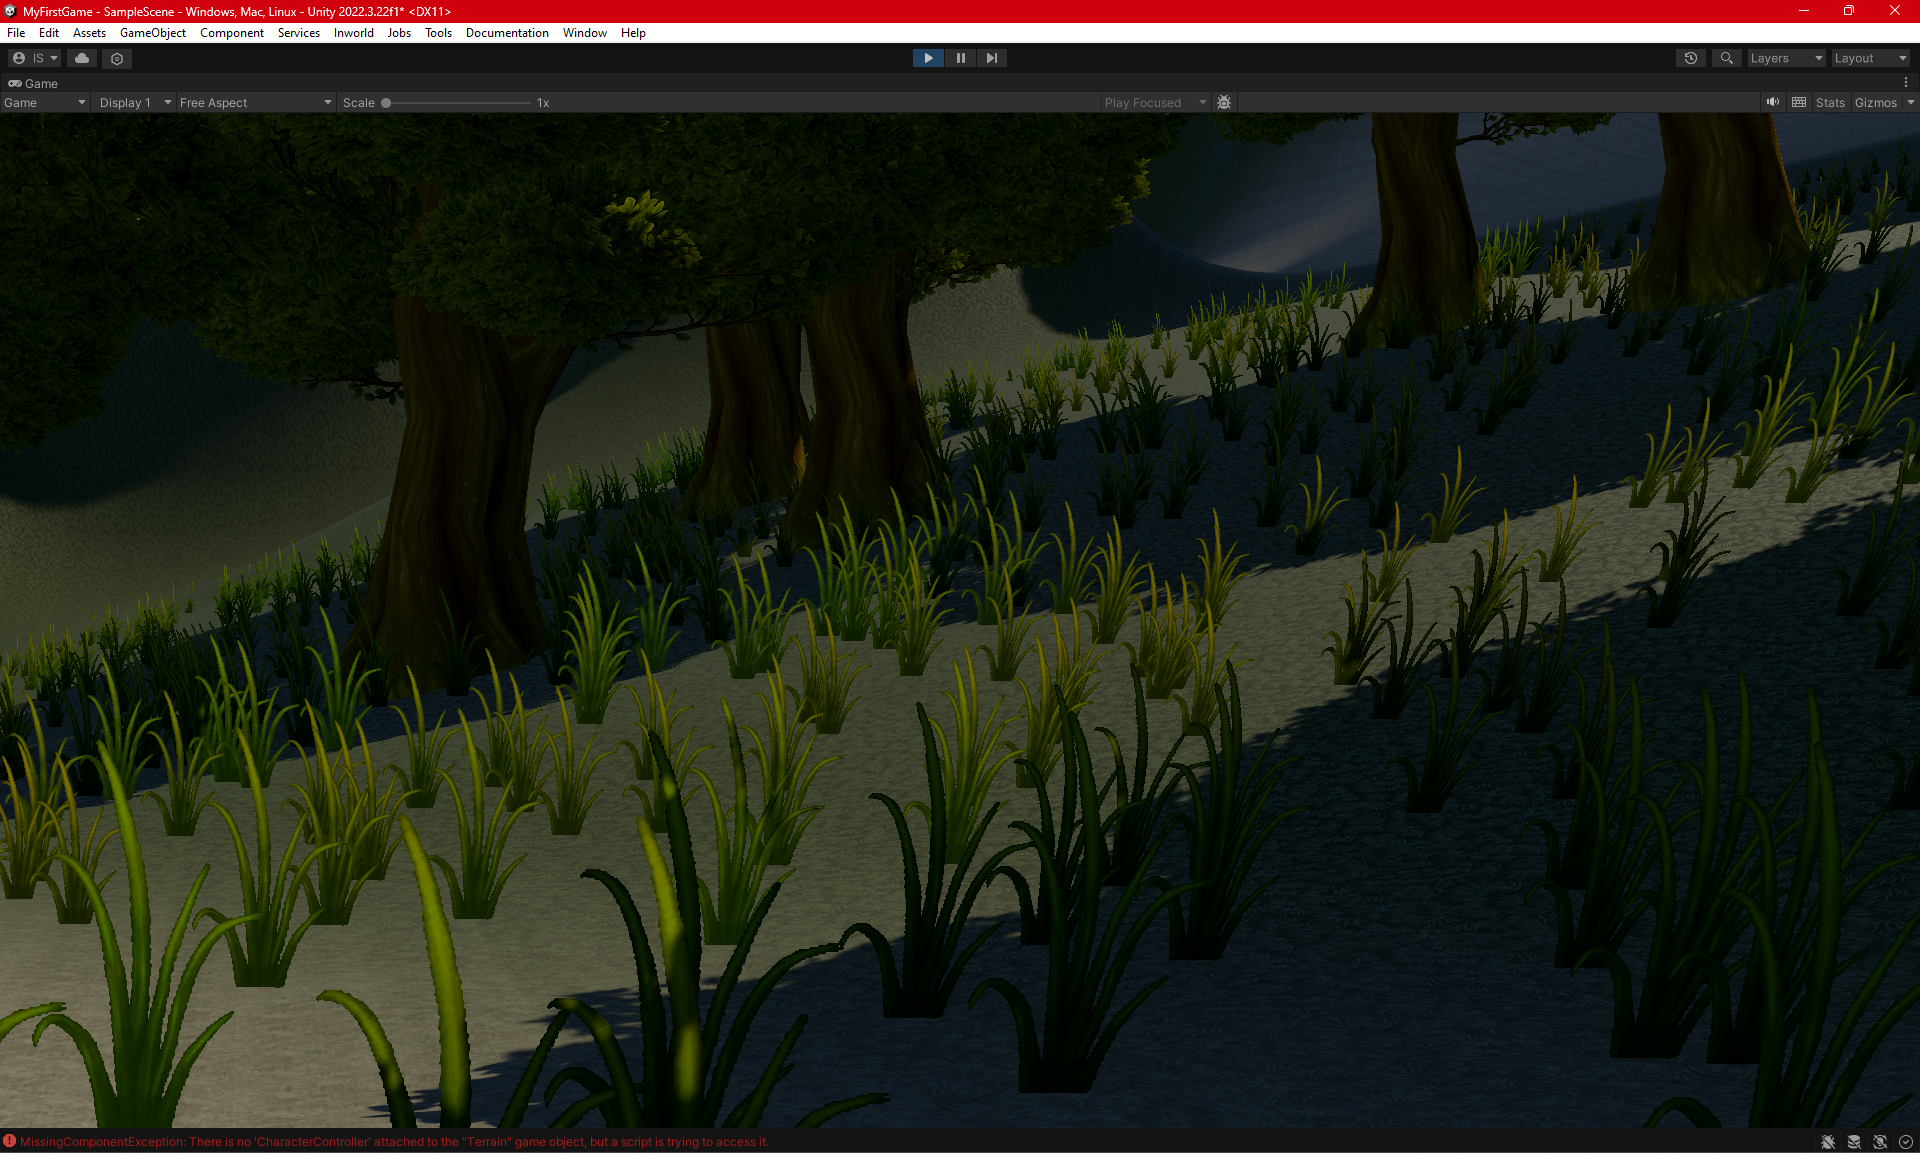 MyFirstGame - SampleScene - Windows, Mac, Linux - Unity 2022.3.22f1* <DX11>
File Edit Assets GameObject Component Services Inworld Jobs Tools Documentation Window Help
IS Layers Layout
Game
Game Display 1 Free Aspect Scale 1x Play Focused Stats Gizmos
MissingComponentException: There is no 'CharacterController' attached to the "Terrain" game object, but a script is trying to access it.